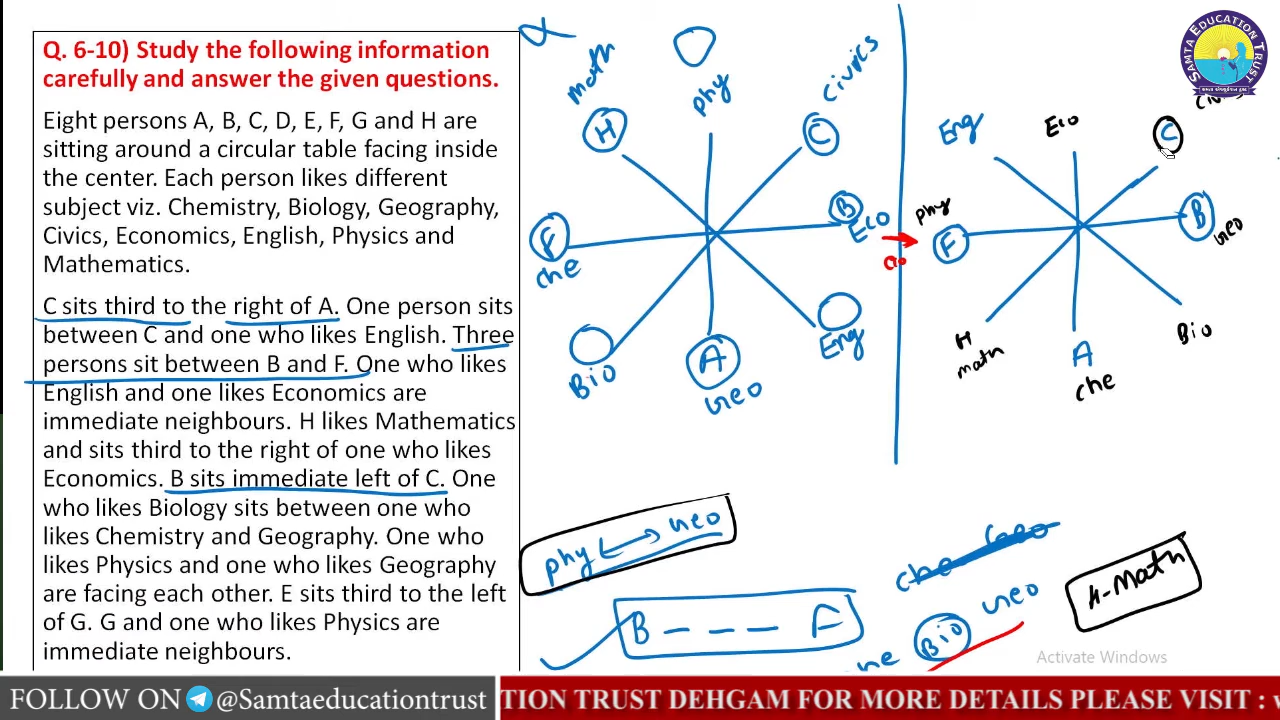 Q. 6-10) Study the following information
carefully and answer the given questions.
Eight persons A, B, C, D, E, F, G and H are
sitting around a circular table facing inside
the center. Each person likes different
subject viz. Chemistry, Biology, Geography,
Civics, Economics, English, Physics and
Mathematics.
C sits third to the right of A. One person sits
between C and one who likes English. Three
persons sit between B and F. One who likes
English and one likes Economics are
immediate neighbours. H likes Mathematics
and sits third to the right of one who likes
Economics. B sits immediate left of C. One
who likes Biology sits between one who
likes Chemistry and Geography. One who
likes Physics and one who likes Geography
are facing each other. E sits third to the left
of G. G and one who likes Physics are
immediate neighbours.
math
phy
civics
H
C
F
che
B
Eco
Bio
A
Geo
Eng
Eng
Eco
C
phy
F
B
Geo
H
math
A
che
Bio
phy Geo
B — — — F
che Geo
Bio Geo
H-Math
SAMTA EDUCATION TRUST
Activate Windows
FOLLOW ON @Samtaeducationtrust
TION TRUST DEHGAM FOR MORE DETAILS PLEASE VISIT :